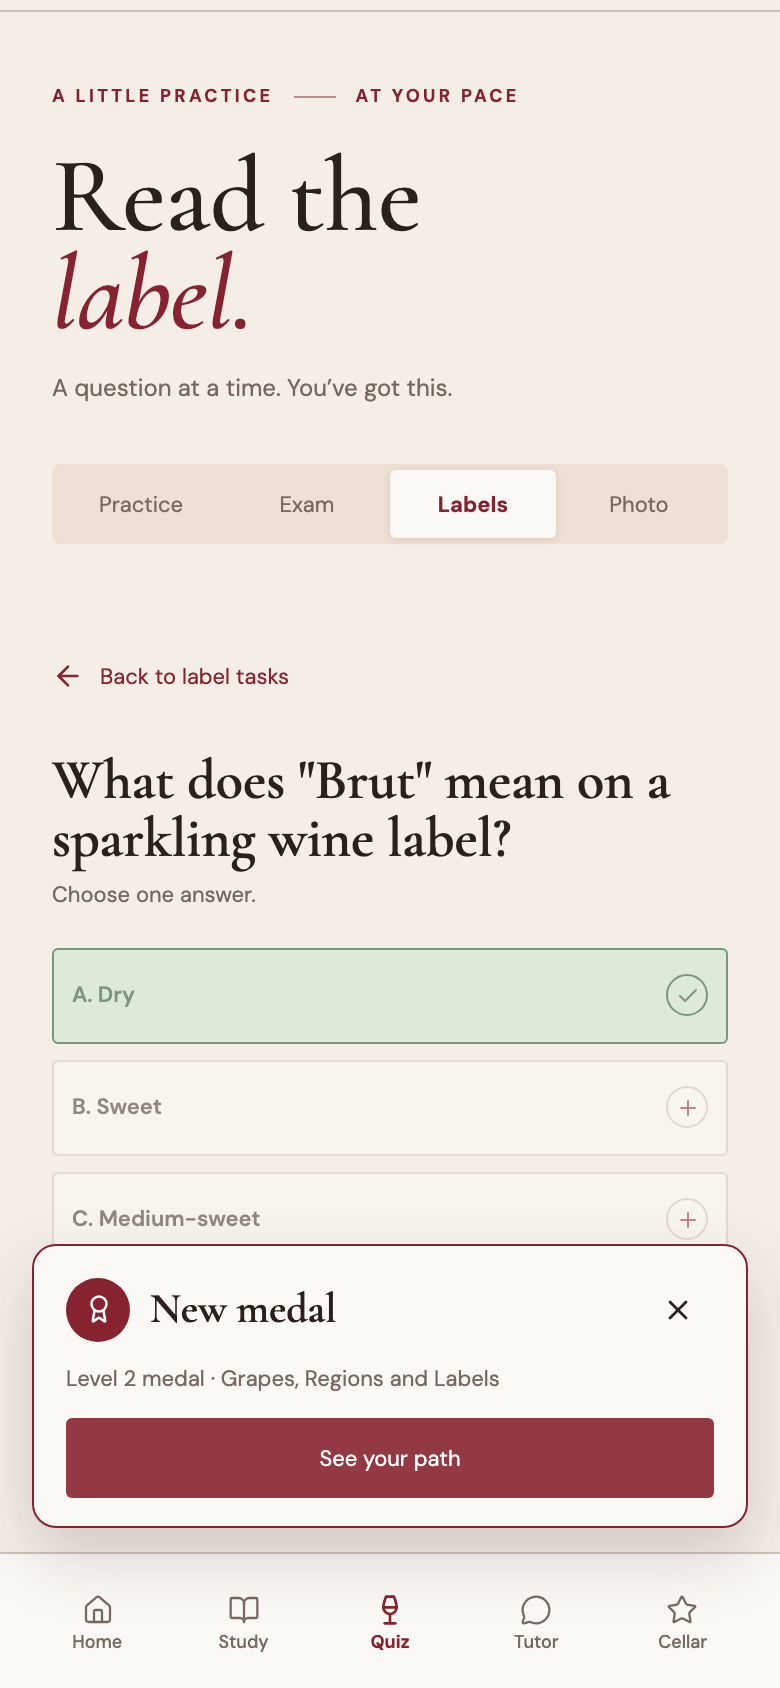 A LITTLE PRACTICE — AT YOUR PACE
Read the
label.
A question at a time. You’ve got this.
Practice Exam Labels Photo
Back to label tasks
What does "Brut" mean on a
sparkling wine label?
Choose one answer.
A. Dry
B. Sweet
C. Medium-sweet
New medal
Level 2 medal · Grapes, Regions and Labels
See your path
Home Study Quiz Tutor Cellar